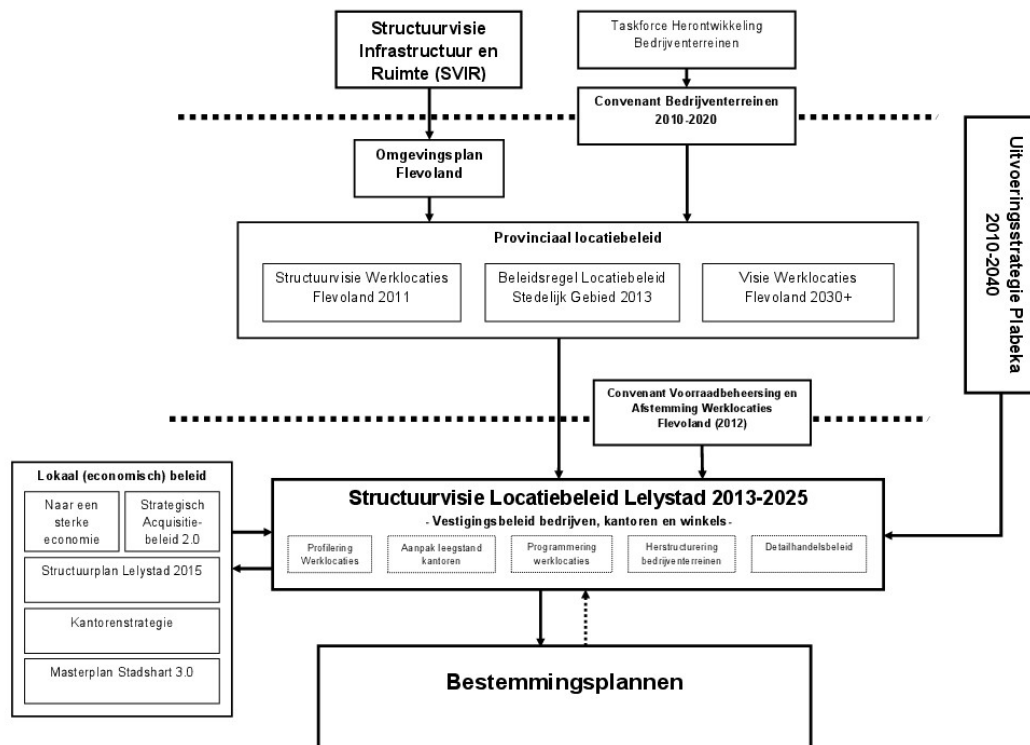 Structuurvisie
Infrastructuur en
Ruimte (SVIR)
Taskforce Herontwikkeling
Bedrijventerreinen
Convenant Bedrijventerreinen
2010-2020
Omgevingsplan
Flevoland
Uitvoeringsstrategie Plabeka
2010-2040
Provinciaal locatiebeleid
Structuurvisie Werklocaties
Flevoland 2011
Beleidsregel Locatiebeleid
Stedelijk Gebied 2013
Visie Werklocaties
Flevoland 2030+
Convenant Voorraadbeheersing en
Afstemming Werklocaties
Flevoland (2012)
Lokaal (economisch) beleid
Naar een
sterke
economie
Strategisch
Acquisitie-
beleid 2.0
Structuurplan Lelystad 2015
Kantorenstrategie
Masterplan Stadshart 3.0
Structuurvisie Locatiebeleid Lelystad 2013-2025
- Vestigingsbeleid bedrijven, kantoren en winkels -
Profilering
Werklocaties
Aanpak leegstand
kantoren
Programmering
werklocaties
Herstructurering
bedrijventerreinen
Detailhandelsbeleid
Bestemmingsplannen